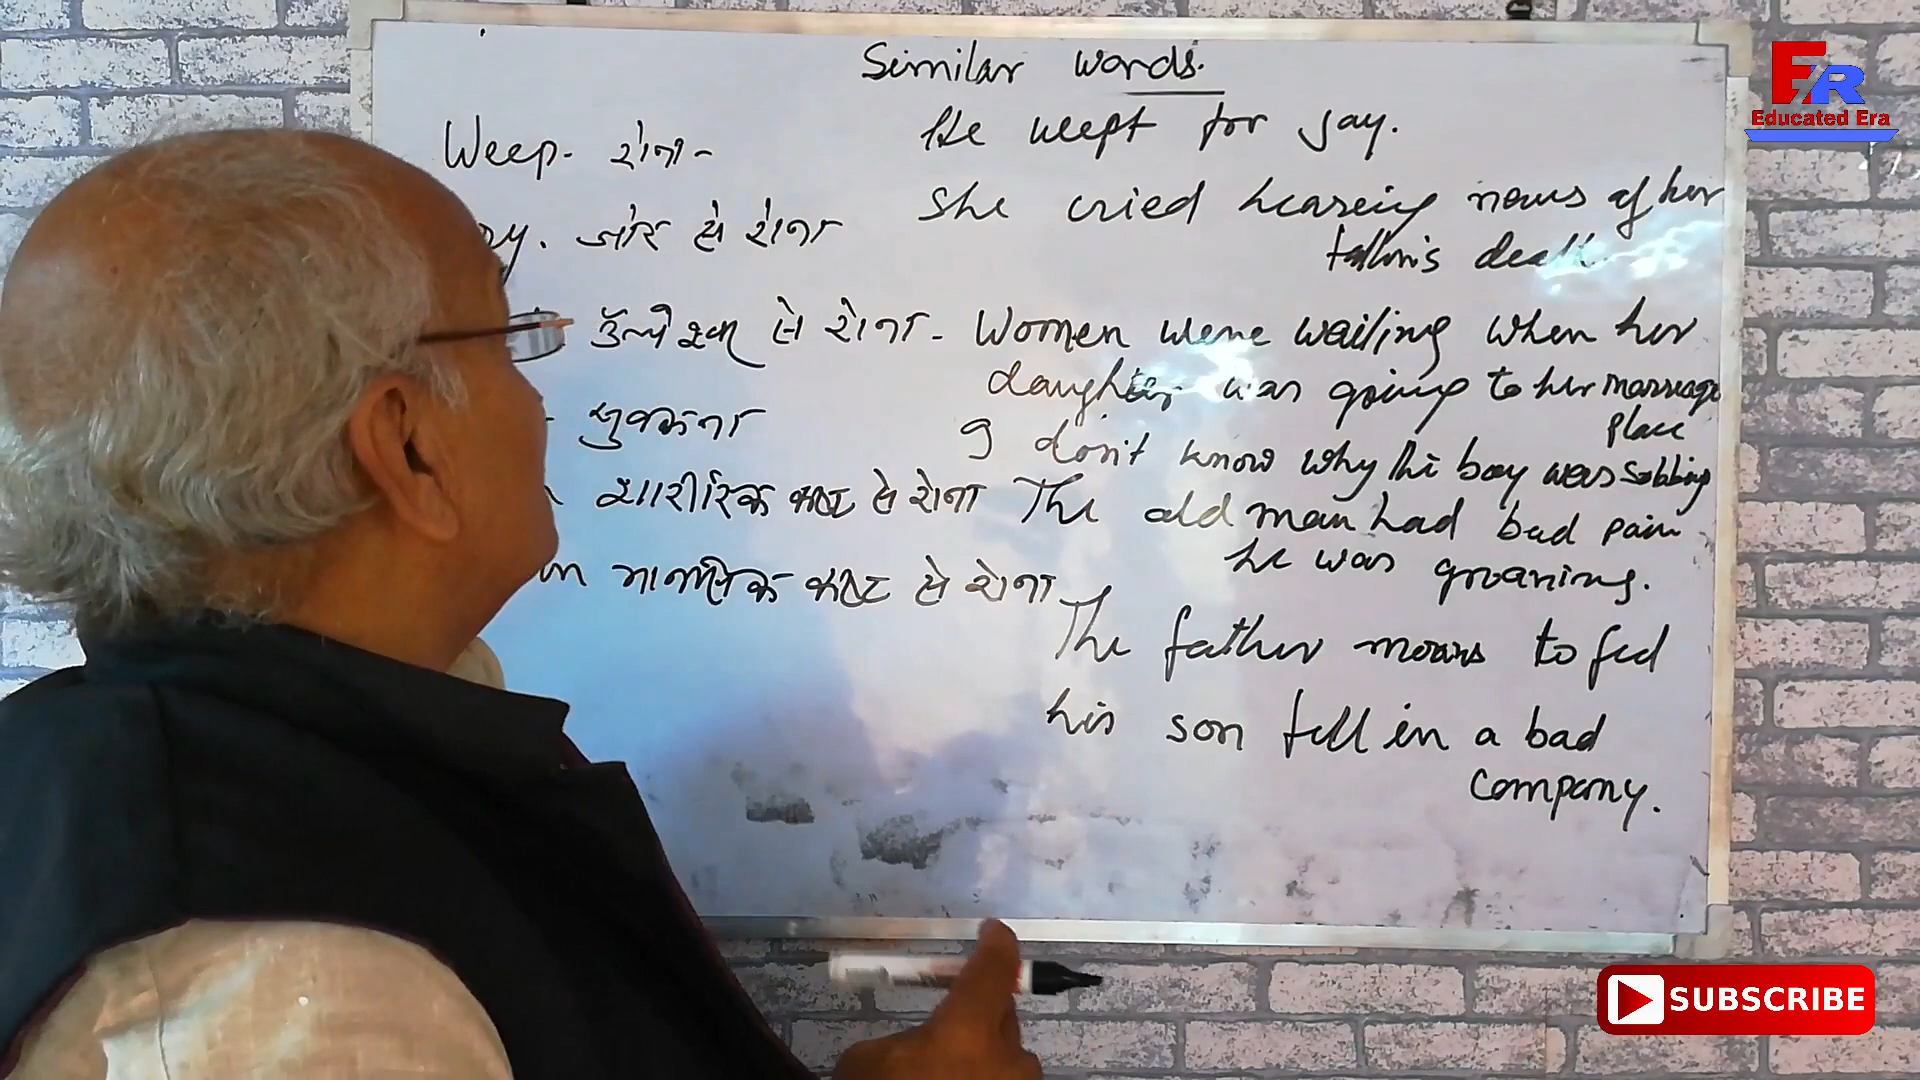 Similar words.
Weep - रोना -
He wept for joy.
जोर से रोना
She cried hearing news of her
father's death.
से रोना - Women were wailing when her
daughter was going to her marriage
place
सुबकना
I don't know why the boy was sobbing
शारीरिक कष्ट से रोना The old man had bad pain
he was groaning.
मानसिक कष्ट से रोना
The father moans to feel
his son fell in a bad
company.
ER
Educated Era
SUBSCRIBE